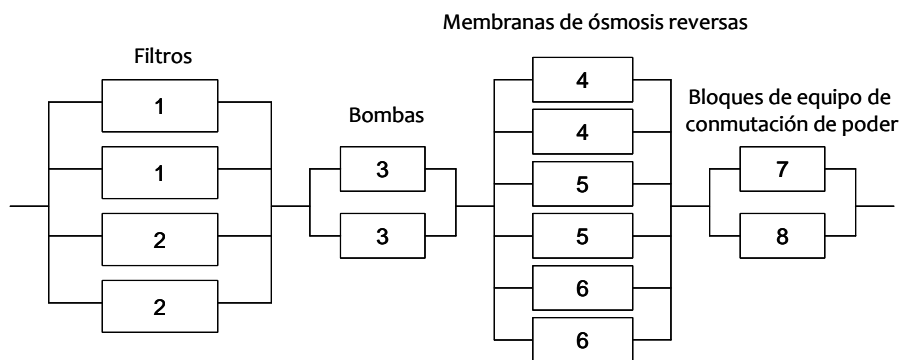 Membranas de ósmosis reversas
Filtros
Bombas
Bloques de equipo de
conmutación de poder
1
1
2
2
3
3
4
4
5
5
6
6
7
8